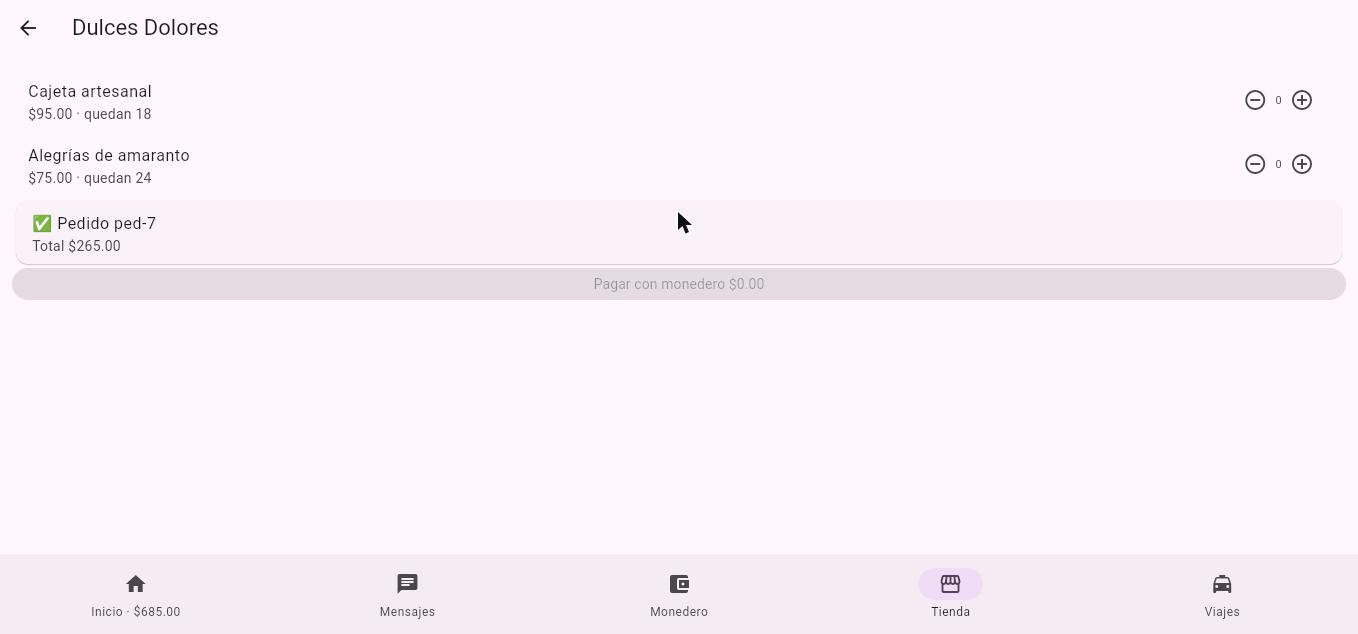 Dulces Dolores
Cajeta artesanal
$95.00 · quedan 18
0
Alegrías de amaranto
$75.00 · quedan 24
0
✅ Pedido ped-7
Total $265.00
Pagar con monedero $0.00
Inicio · $685.00
Mensajes
Monedero
Tienda
Viajes